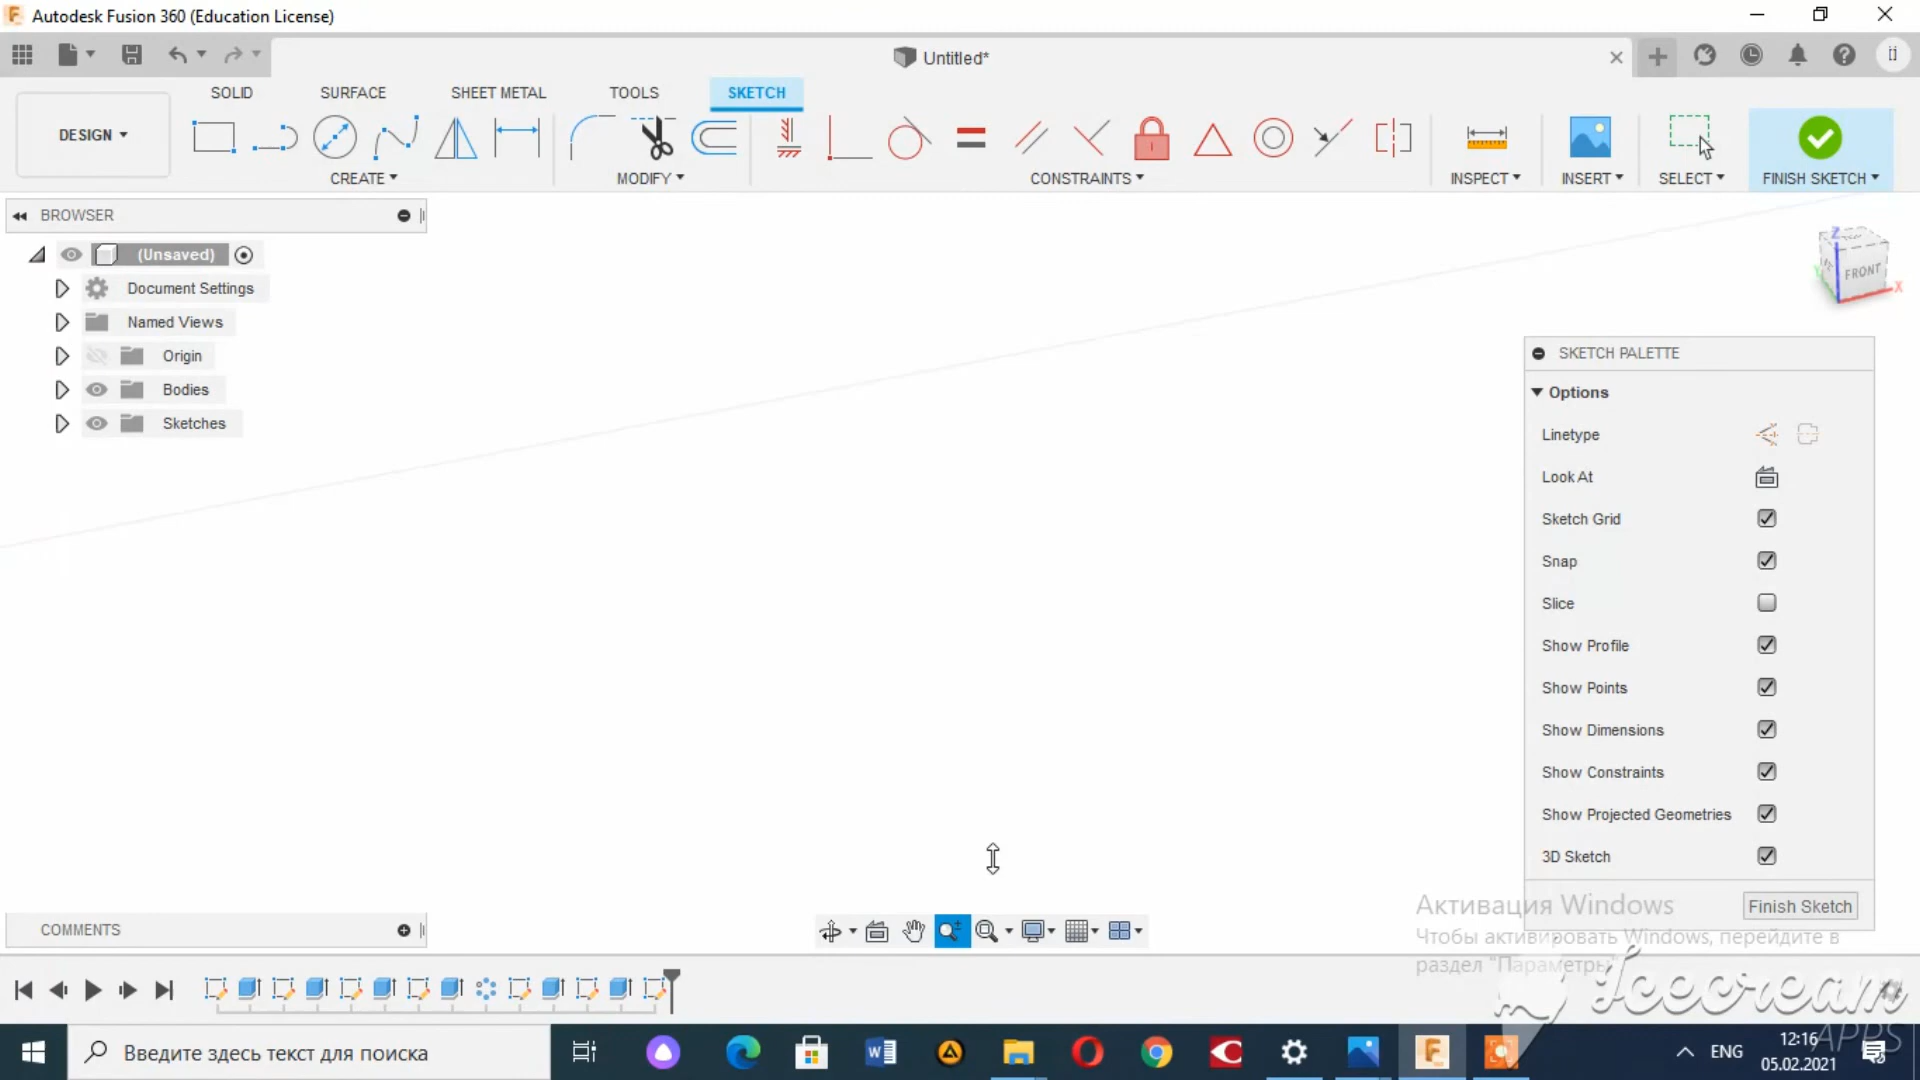 Autodesk Fusion 360 (Education License)
Untitled*
SOLID
SURFACE
SHEET METAL
TOOLS
SKETCH
DESIGN
CREATE
MODIFY
CONSTRAINTS
INSPECT
INSERT
SELECT
FINISH SKETCH
BROWSER
(Unsaved)
Document Settings
Named Views
Origin
Bodies
Sketches
Z
FRONT
X
SKETCH PALETTE
Options
Linetype
Look At
Sketch Grid
Snap
Slice
Show Profile
Show Points
Show Dimensions
Show Constraints
Show Projected Geometries
3D Sketch
Finish Sketch
Активация Windows
Чтобы активировать Windows, перейдите в
раздел "Параметры"
COMMENTS
Icecream
APPS
Введите здесь текст для поиска
ENG
12:16
05.02.2021